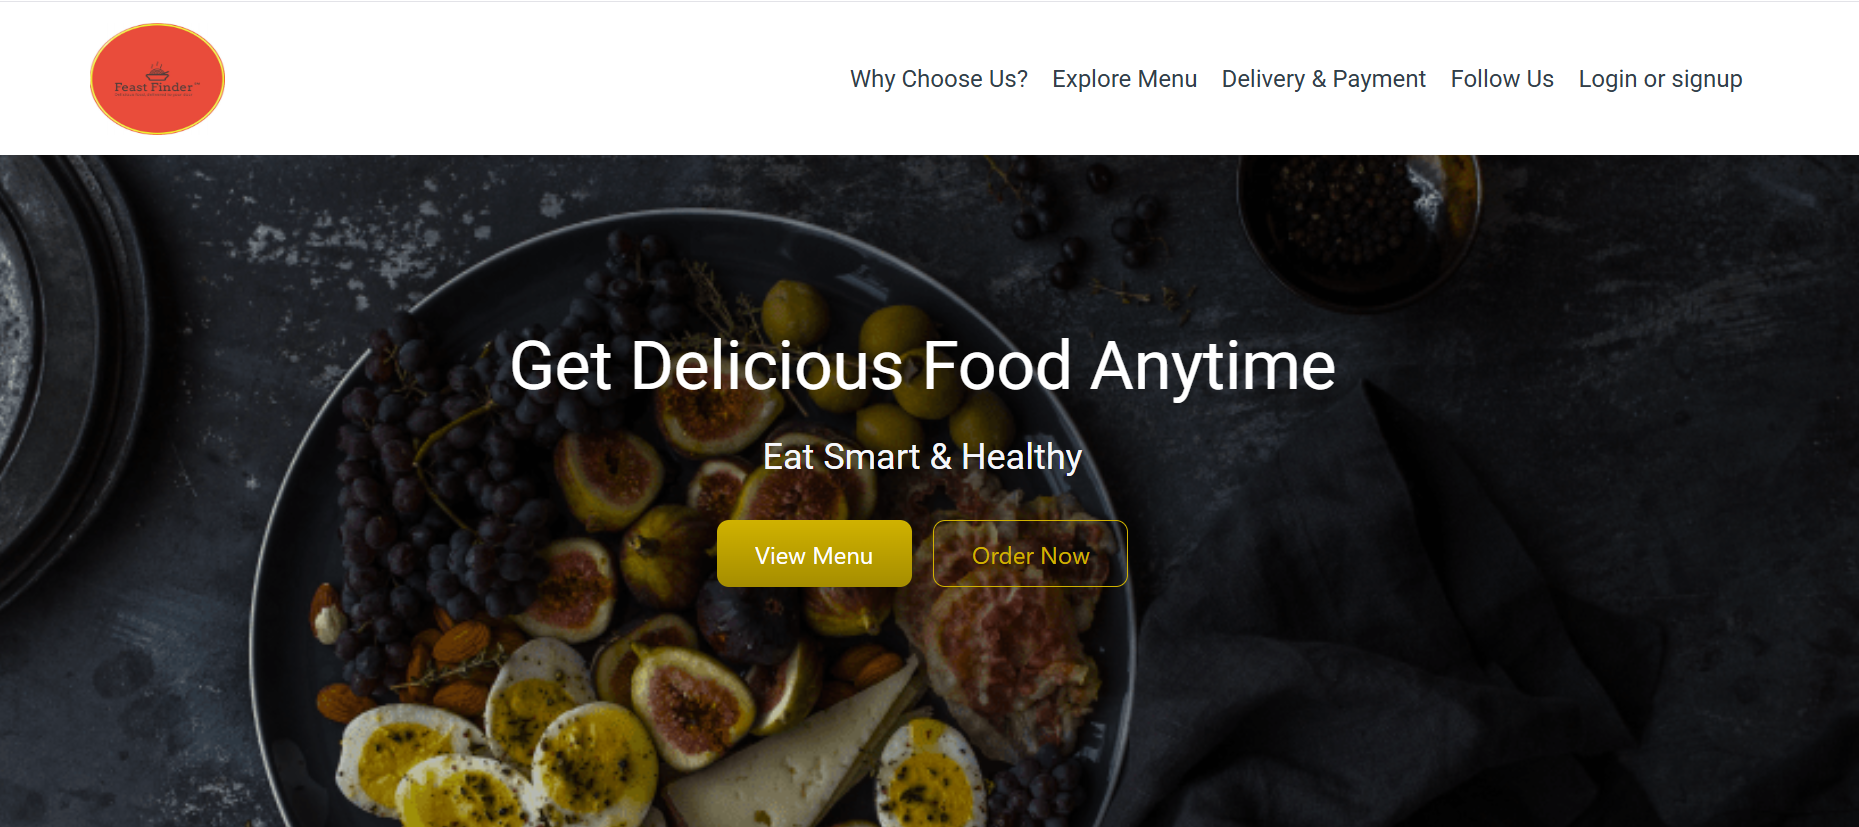 Feast Finder™
Why Choose Us? Explore Menu Delivery & Payment Follow Us Login or signup
Get Delicious Food Anytime
Eat Smart & Healthy
View Menu Order Now